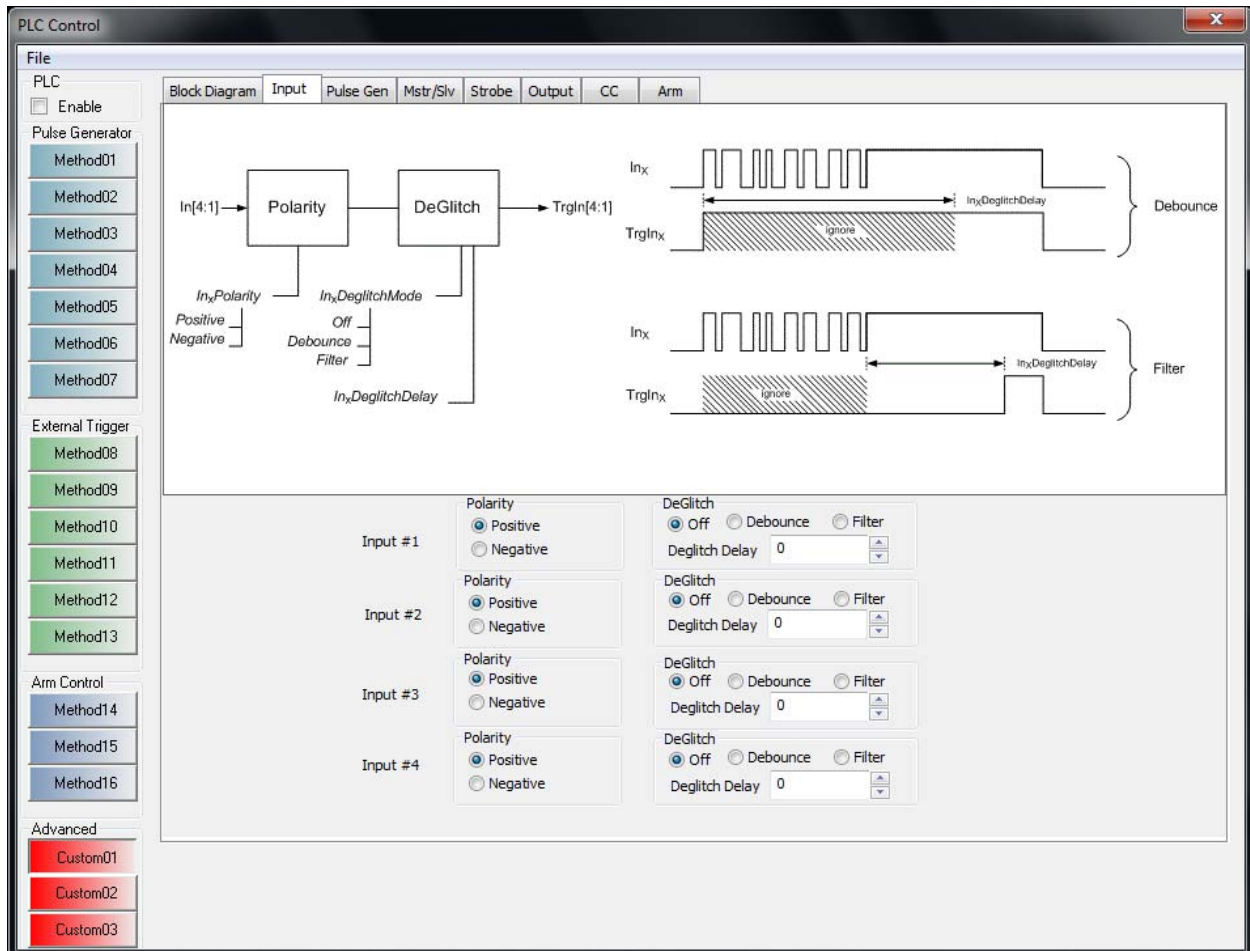 PLC Control
File
PLC
Enable
Pulse Generator
Method01
Method02
Method03
Method04
Method05
Method06
Method07
External Trigger
Method08
Method09
Method10
Method11
Method12
Method13
Arm Control
Method14
Method15
Method16
Advanced
Custom01
Custom02
Custom03
Block Diagram Input Pulse Gen Mstr/Slv Strobe Output CC Arm
In[4:1] Polarity DeGlitch TrgIn[4:1]
InXPolarity
Positive
Negative
InXDeglitchMode
Off
Debounce
Filter
InXDeglitchDelay
InX
InXDeglitchDelay
Debounce
TrgInX
ignore
InX
InXDeglitchDelay
Filter
TrgInX
ignore
Input #1
Polarity
Positive
Negative
DeGlitch
Off Debounce Filter
Deglitch Delay 0
Input #2
Polarity
Positive
Negative
DeGlitch
Off Debounce Filter
Deglitch Delay 0
Input #3
Polarity
Positive
Negative
DeGlitch
Off Debounce Filter
Deglitch Delay 0
Input #4
Polarity
Positive
Negative
DeGlitch
Off Debounce Filter
Deglitch Delay 0